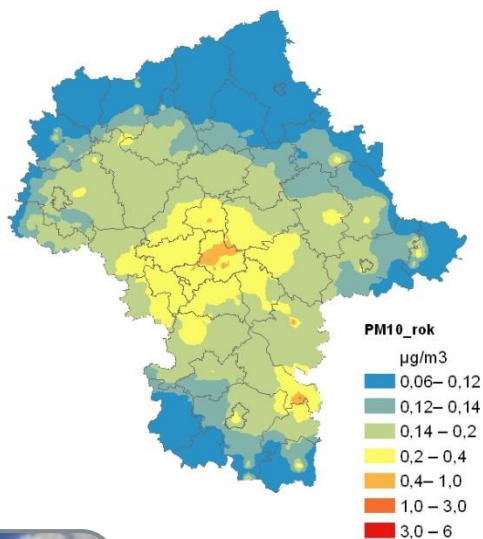 PM10_rok
µg/m3
0,06– 0,12
0,12– 0,14
0,14 – 0,2
0,2 – 0,4
0,4– 1,0
1,0 – 3,0
3,0 – 6